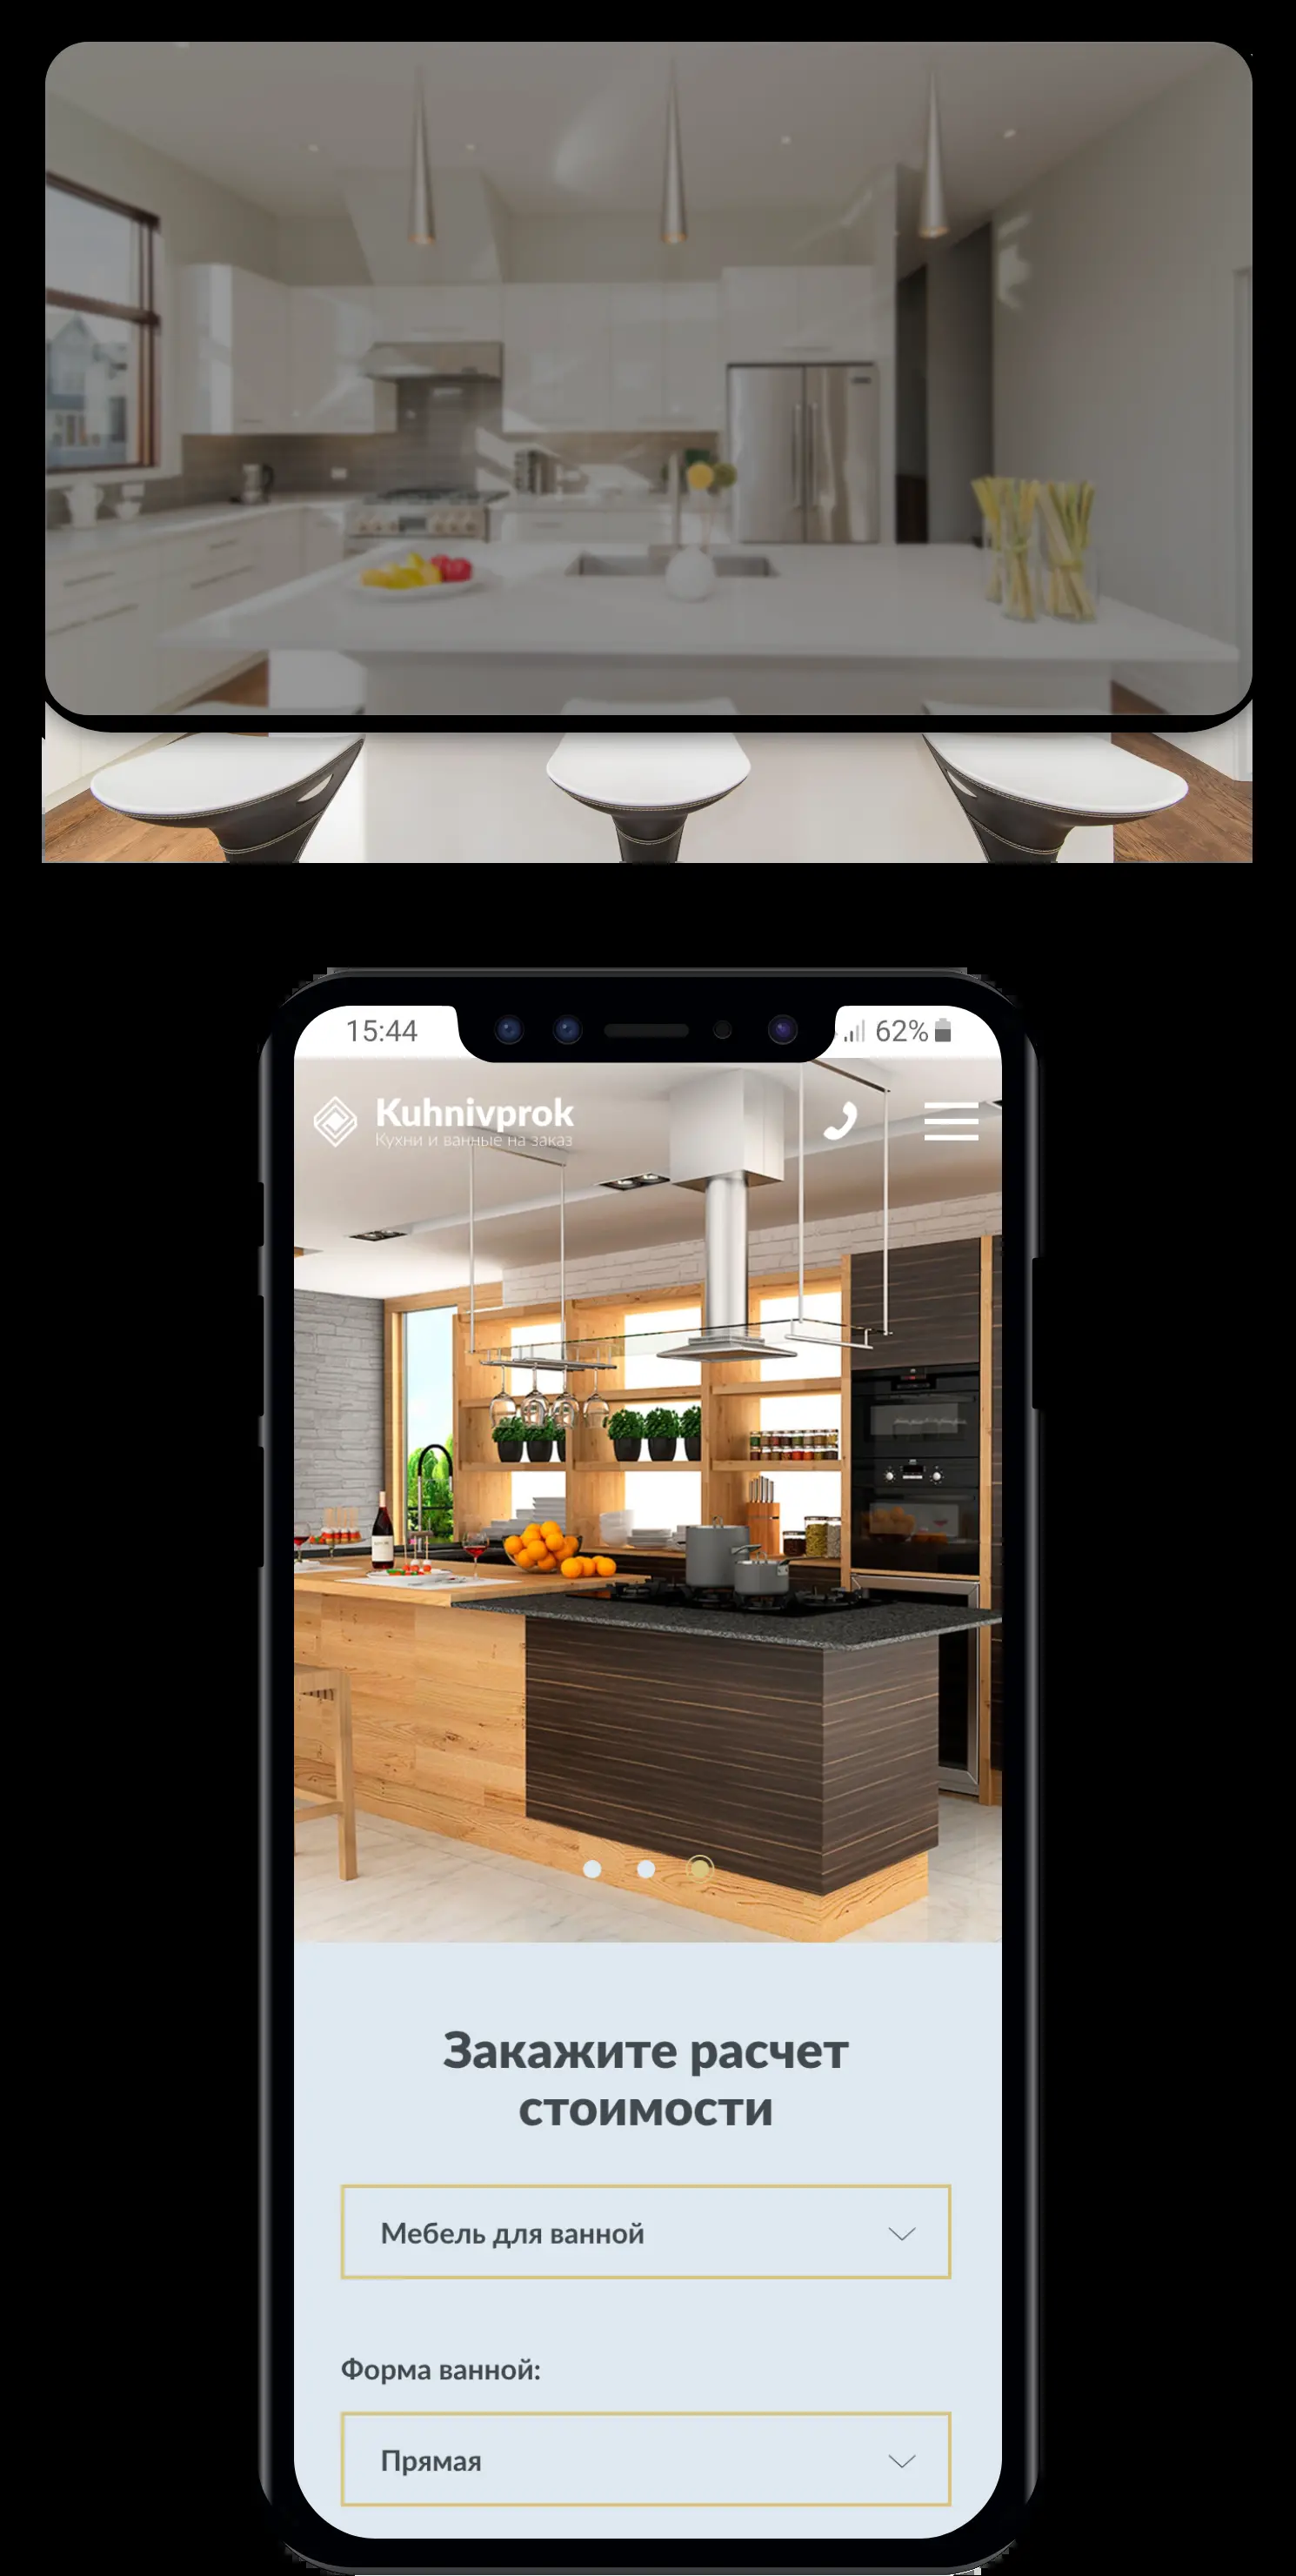 15:44
62%
Kuhnivprok
Кухни и ванные на заказ
Закажите расчет
стоимости
Мебель для ванной
Форма ванной:
Прямая